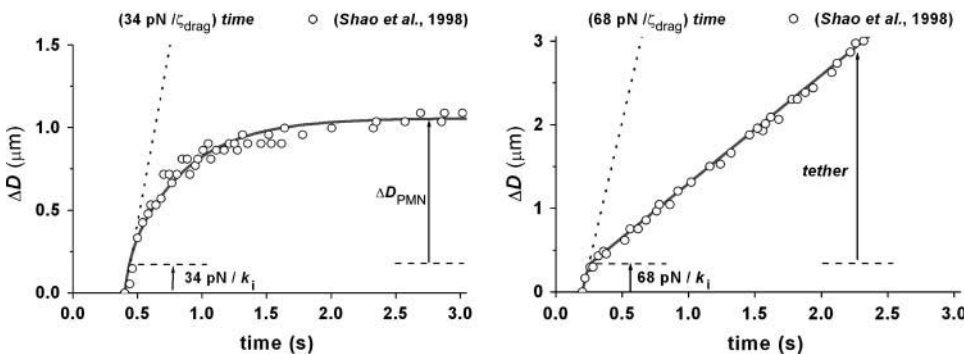 (34 pN /ζdrag) time
(Shao et al., 1998)
1.5
1.0
0.5
0.0
ΔD (μm)
ΔDPMN
34 pN / ki
0.0 0.5 1.0 1.5 2.0 2.5 3.0
time (s)
(68 pN /ζdrag) time
(Shao et al., 1998)
3
2
1
0
ΔD (μm)
tether
68 pN / ki
0.0 0.5 1.0 1.5 2.0 2.5 3.0
time (s)